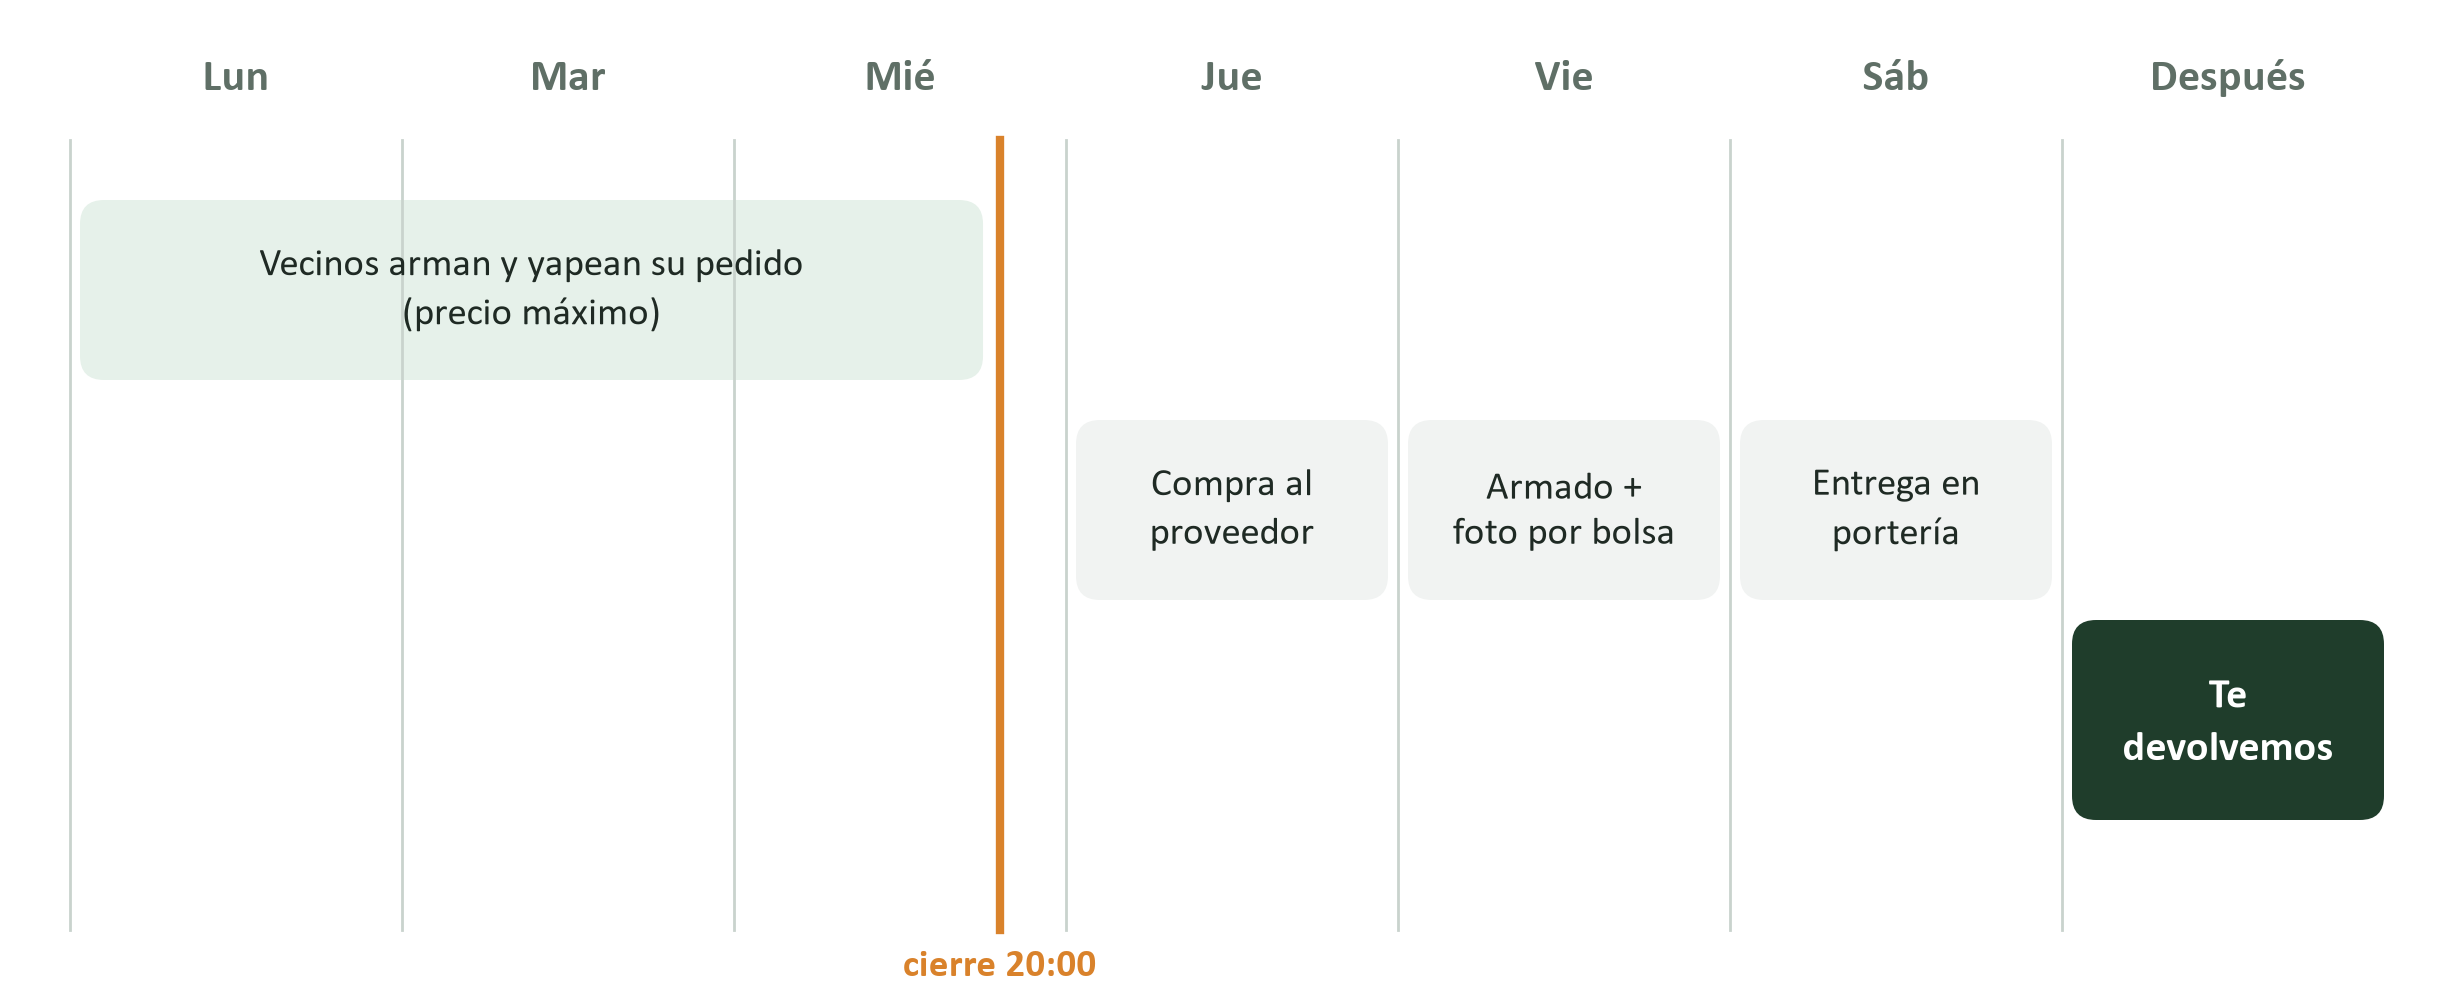 Lun
Mar
Mié
Jue
Vie
Sáb
Después
Vecinos arman y yapean su pedido
(precio máximo)
Compra al
proveedor
Armado +
foto por bolsa
Entrega en
portería
Te
devolvemos
cierre 20:00